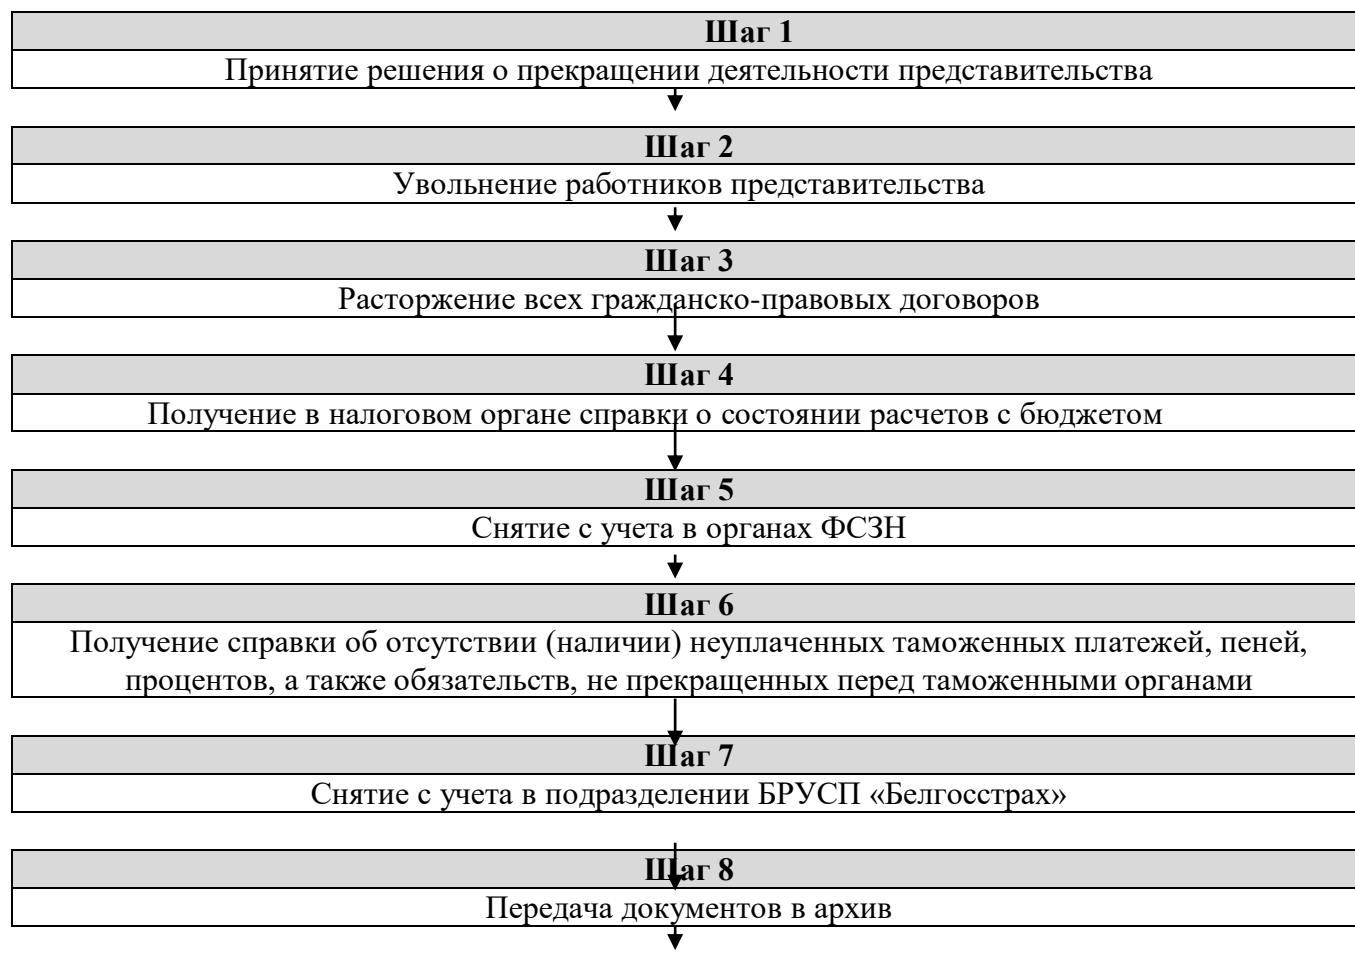 Шаг 1
Принятие решения о прекращении деятельности представительства
Шаг 2
Увольнение работников представительства
Шаг 3
Расторжение всех гражданско-правовых договоров
Шаг 4
Получение в налоговом органе справки о состоянии расчетов с бюджетом
Шаг 5
Снятие с учета в органах ФСЗН
Шаг 6
Получение справки об отсутствии (наличии) неуплаченных таможенных платежей, пеней,
процентов, а также обязательств, не прекращенных перед таможенными органами
Шаг 7
Снятие с учета в подразделении БРУСП «Белгосстрах»
Шаг 8
Передача документов в архив